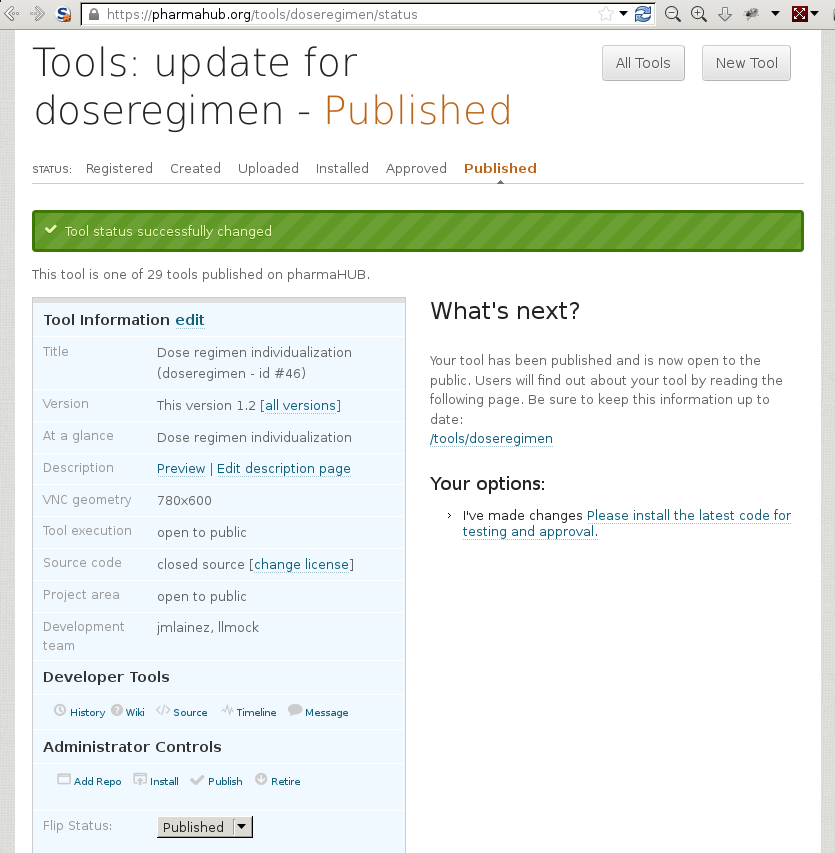 https://pharmahub.org/tools/doseregimen/status
Tools: update for
doseregimen - Published
All Tools
New Tool
STATUS: Registered Created Uploaded Installed Approved Published
Tool status successfully changed
This tool is one of 29 tools published on pharmaHUB.
Tool Information edit
Title Dose regimen individualization
(doseregimen - id #46)
Version This version 1.2 [all versions]
At a glance Dose regimen individualization
Description Preview | Edit description page
VNC geometry 780x600
Tool execution open to public
Source code closed source [change license]
Project area open to public
Development jmlainez, llmock
team
Developer Tools
History Wiki Source Timeline Message
Administrator Controls
Add Repo Install Publish Retire
Flip Status: Published
What's next?
Your tool has been published and is now open to the
public. Users will find out about your tool by reading the
following page. Be sure to keep this information up to
date:
/tools/doseregimen
Your options:
I've made changes Please install the latest code for
testing and approval.